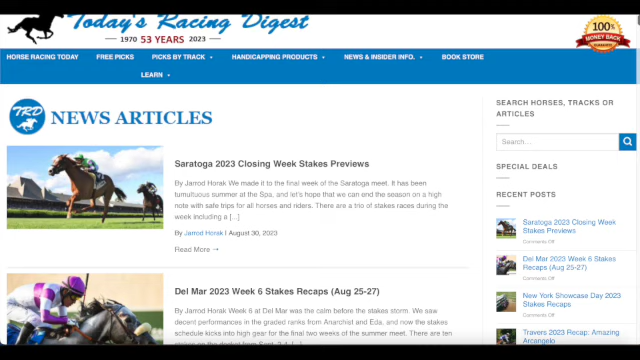 Today's Racing Digest
1970 53 YEARS 2023
100%
MONEY BACK
HORSE RACING TODAY
FREE PICKS
PICKS BY TRACK
HANDICAPPING PRODUCTS
NEWS & INSIDER INFO.
BOOK STORE
LEARN
TRD
NEWS ARTICLES
Saratoga 2023 Closing Week Stakes Previews
By Jarrod Horak We made it to the final week of the Saratoga meet. It has been
tumultuous summer at the Spa, and let's hope that we can end the season on a high
note with safe trips for all horses and riders. There are a trio of stakes races during the
week including a [...]
By Jarrod Horak | August 30, 2023
Read More →
Del Mar 2023 Week 6 Stakes Recaps (Aug 25-27)
By Jarrod Horak Week 6 at Del Mar was the calm before the stakes storm. We saw
decent performances in the graded ranks from Anarchist and Eda, and now the stakes
schedule kicks into high gear for the final two weeks of the summer meet. There are ten
SEARCH HORSES, TRACKS OR
ARTICLES
Search...
SPECIAL DEALS
RECENT POSTS
Saratoga 2023 Closing Week
Stakes Previews
Comments Off
Del Mar 2023 Week 6 Stakes
Recaps (Aug 25-27)
Comments Off
New York Showcase Day 2023
Stakes Recaps
Comments Off
Travers 2023 Recap: Amazing
Arcangelo